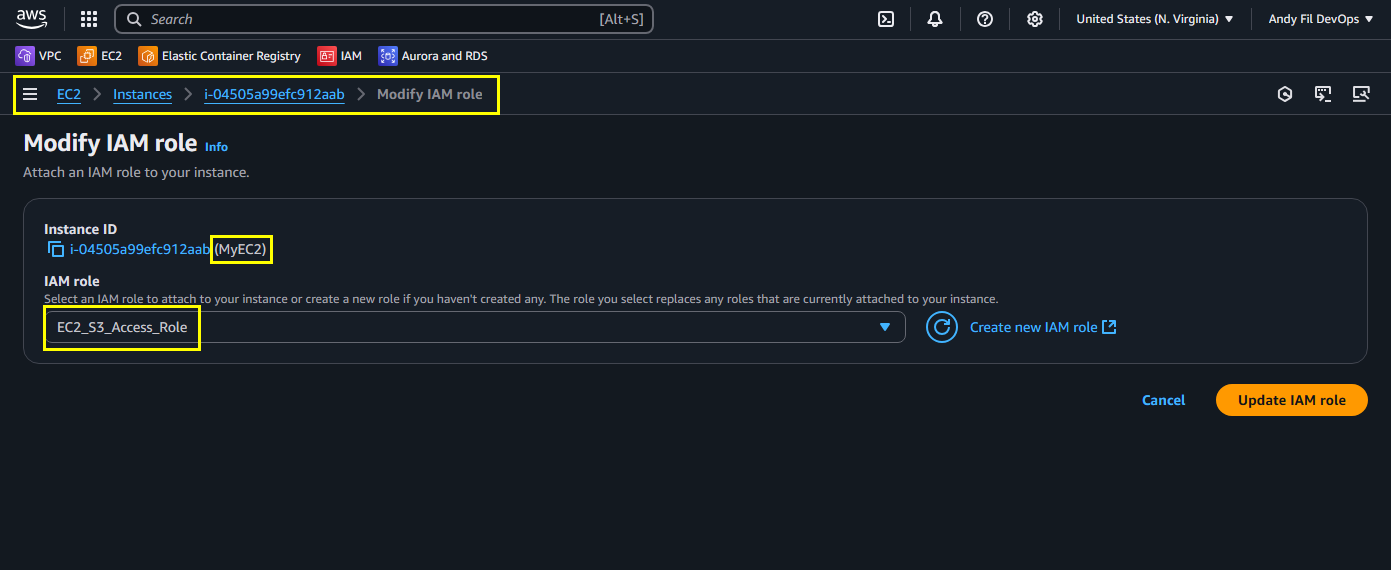 aws
Search [Alt+S]
United States (N. Virginia)
Andy Fil DevOps
VPC EC2 Elastic Container Registry IAM Aurora and RDS
EC2 Instances i-04505a99efc912aab Modify IAM role
Modify IAM role Info
Attach an IAM role to your instance.
Instance ID
i-04505a99efc912aab (MyEC2)
IAM role
Select an IAM role to attach to your instance or create a new role if you haven't created any. The role you select replaces any roles that are currently attached to your instance.
EC2_S3_Access_Role
Create new IAM role
Cancel Update IAM role